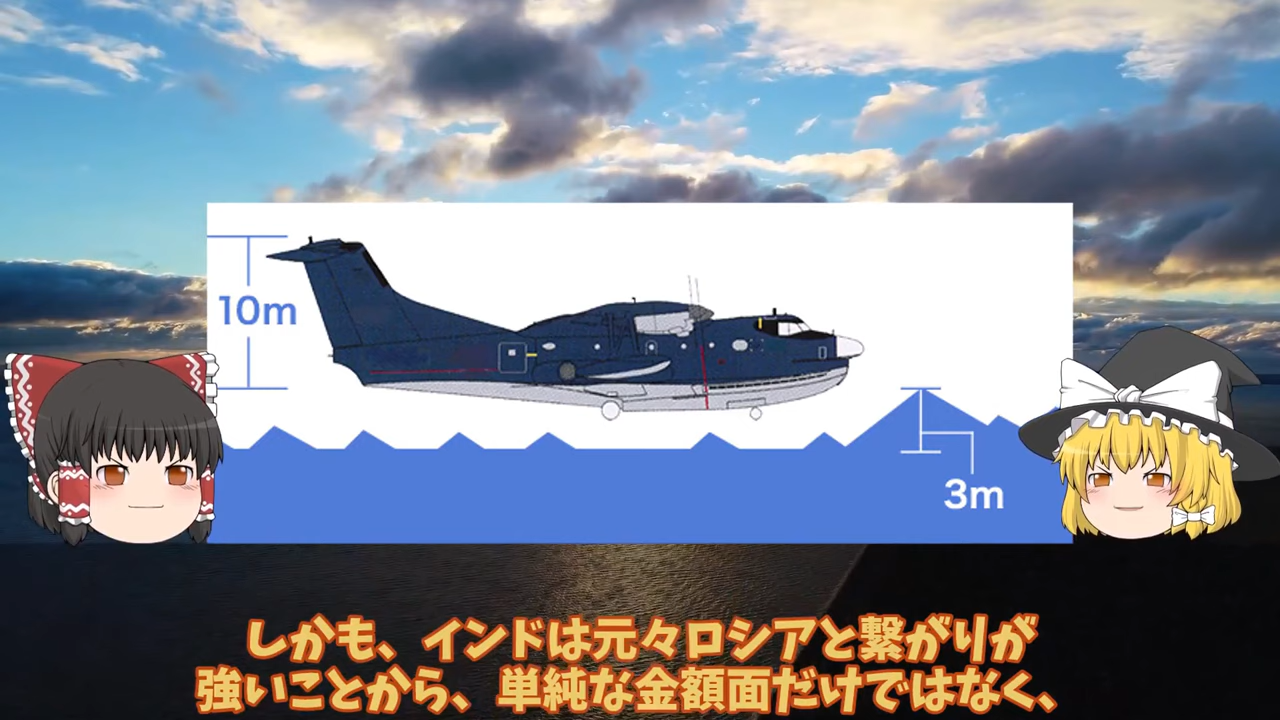 10m
3m
しかも、インドは元々ロシアと繋がりが
強いことから、単純な金額面だけではなく、